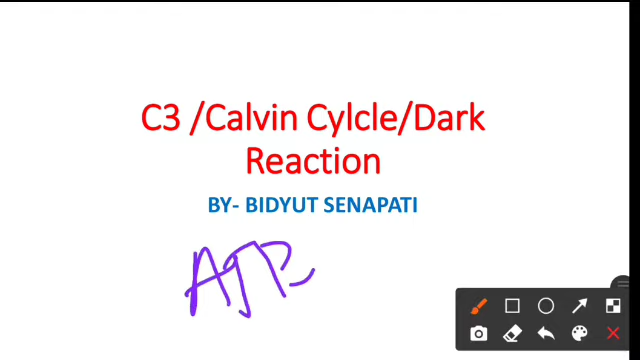 C3 /Calvin Cylcle/Dark
Reaction
BY- BIDYUT SENAPATI
ATP